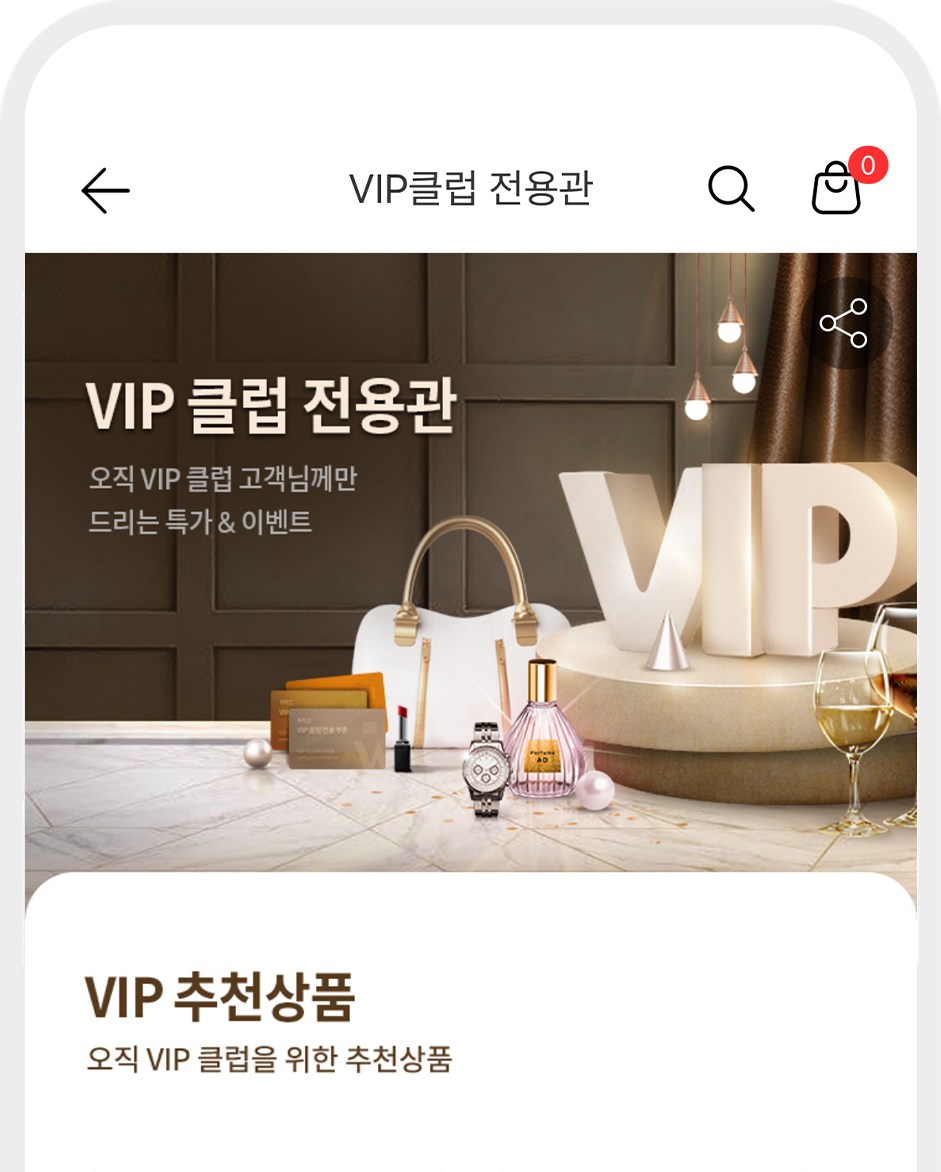 VIP클럽 전용관
0
VIP 클럽 전용관
오직 VIP 클럽 고객님께만
드리는 특가 & 이벤트
VIP
PERFUME
AD
VIP 추천상품
오직 VIP 클럽을 위한 추천상품